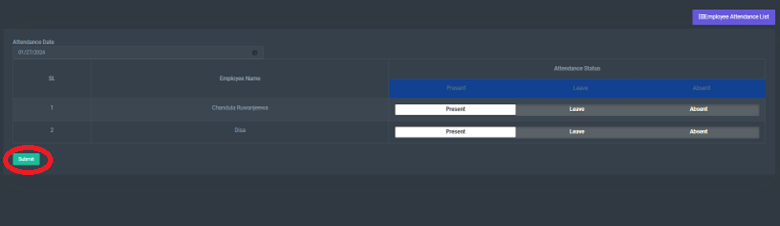 Employee Attendance List
Attendance Date
01/27/2024
SL Employee Name Attendance Status
Present Leave Absent
1 Chandula Ruwanjeewa Present Leave Absent
2 Disa Present Leave Absent
Submit